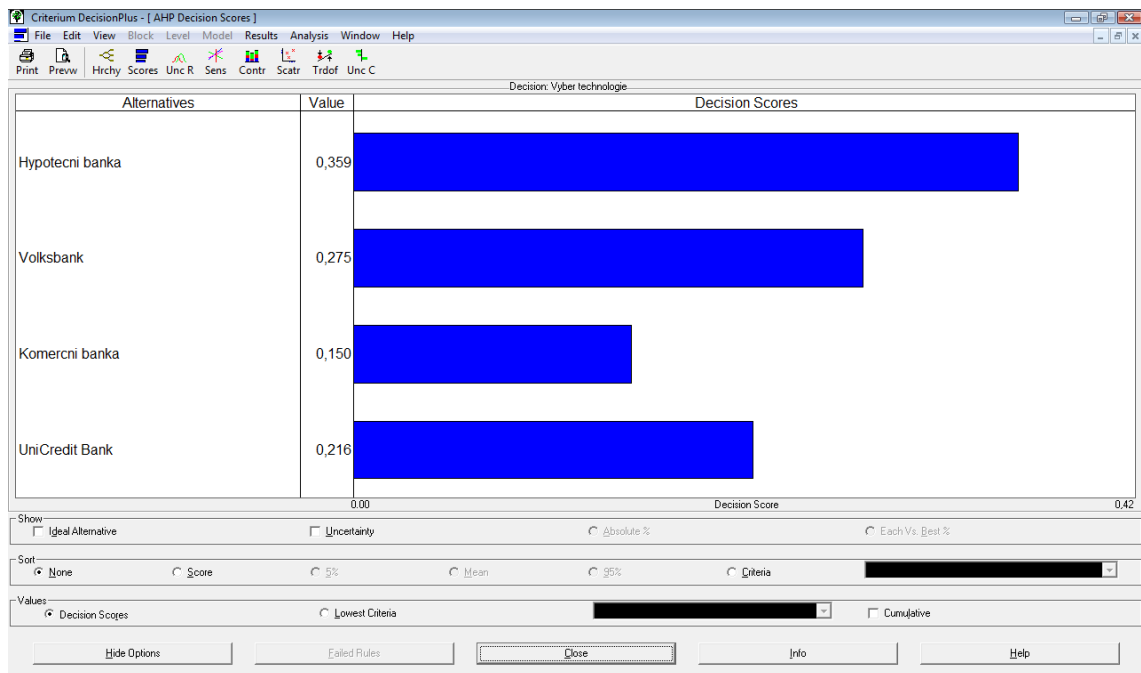 Criterium DecisionPlus - [ AHP Decision Scores ]
File Edit View Block Level Model Results Analysis Window Help
Print Prevw Hrchy Scores Unc R Sens Contr Scatr Trdof Unc C
Decision: Vyber technologie
Alternatives Value Decision Scores
Hypotecni banka 0,359
Volksbank 0,275
Komercni banka 0,150
UniCredit Bank 0,216
0.00 Decision Score 0,42
Show
Ideal Alternative Uncertainty Absolute % Each Vs. Best %
Sort
None Score 5% Mean 95% Criteria
Values
Decision Scores Lowest Criteria Cumulative
Hide Options Failed Rules Close Info Help